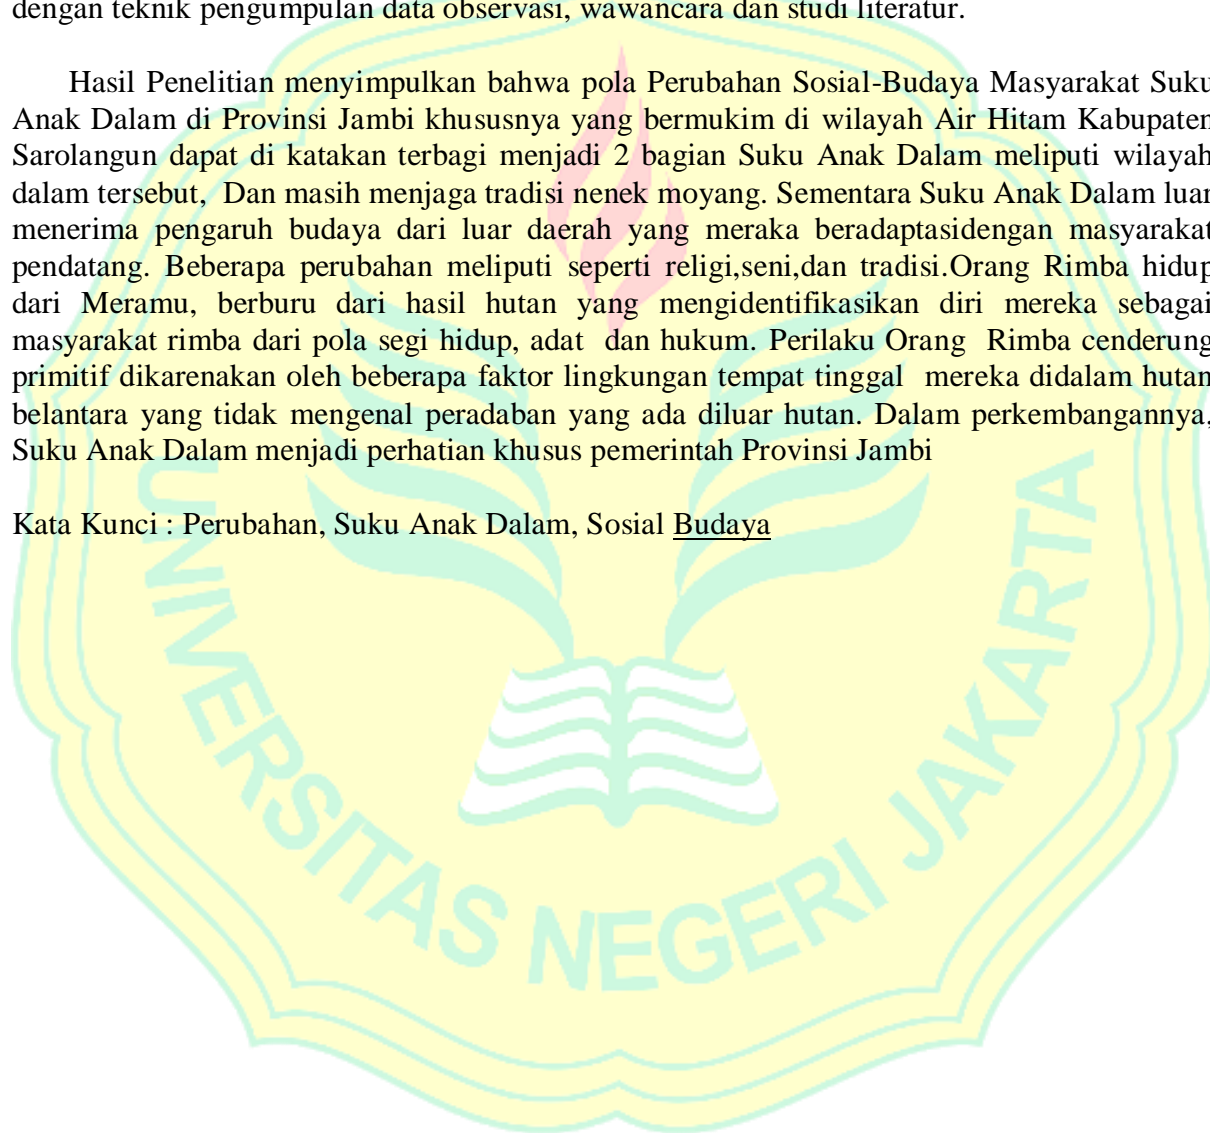 dengan teknik pengumpulan data observasi, wawancara dan studi literatur.
Hasil Penelitian menyimpulkan bahwa pola Perubahan Sosial-Budaya Masyarakat Suku
Anak Dalam di Provinsi Jambi khususnya yang bermukim di wilayah Air Hitam Kabupaten
Sarolangun dapat di katakan terbagi menjadi 2 bagian Suku Anak Dalam meliputi wilayah
dalam tersebut, Dan masih menjaga tradisi nenek moyang. Sementara Suku Anak Dalam luar
menerima pengaruh budaya dari luar daerah yang meraka beradaptasidengan masyarakat
pendatang. Beberapa perubahan meliputi seperti religi,seni,dan tradisi.Orang Rimba hidup
dari Meramu, berburu dari hasil hutan yang mengidentifikasikan diri mereka sebagai
masyarakat rimba dari pola segi hidup, adat dan hukum. Perilaku Orang Rimba cenderung
primitif dikarenakan oleh beberapa faktor lingkungan tempat tinggal mereka didalam hutan
belantara yang tidak mengenal peradaban yang ada diluar hutan. Dalam perkembangannya,
Suku Anak Dalam menjadi perhatian khusus pemerintah Provinsi Jambi
Kata Kunci : Perubahan, Suku Anak Dalam, Sosial Budaya
UNIVERSITAS NEGERI JAKARTA